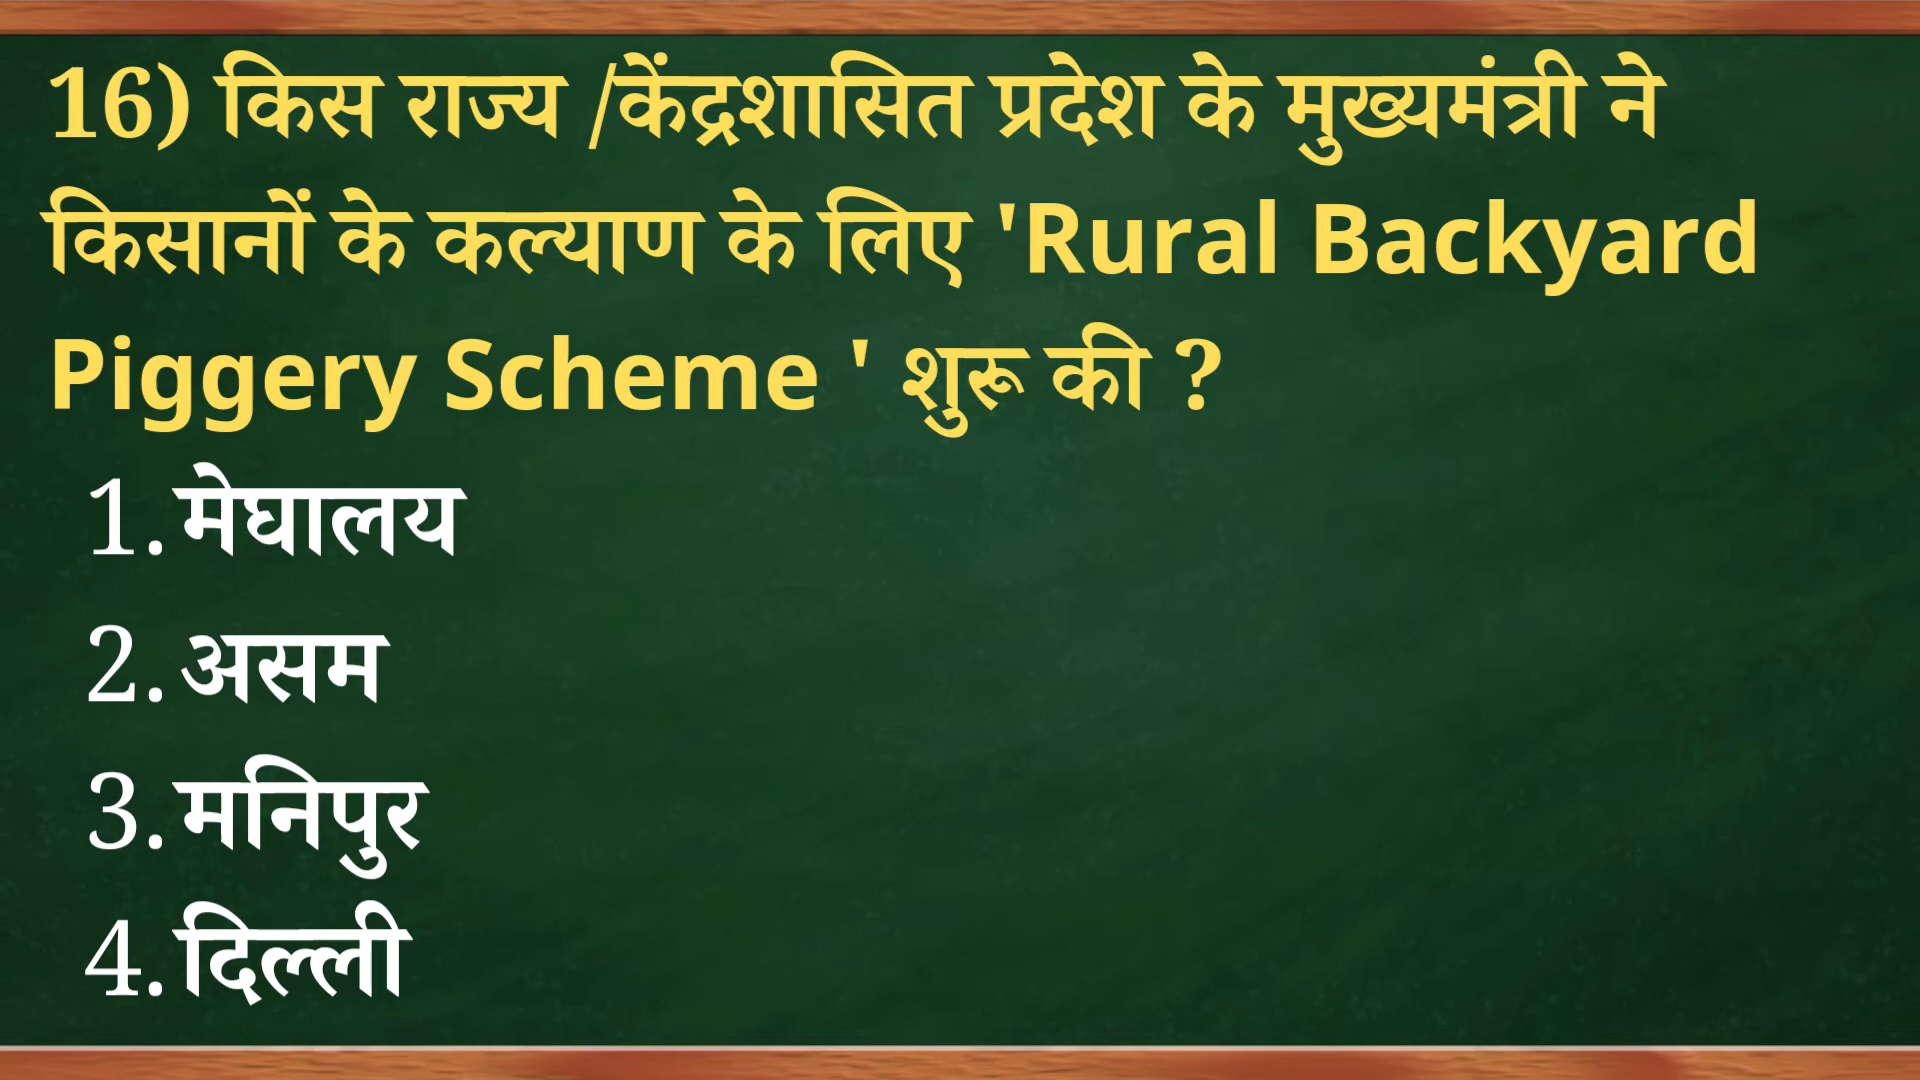 16) किस राज्य /केंद्रशासित प्रदेश के मुख्यमंत्री ने
किसानों के कल्याण के लिए 'Rural Backyard
Piggery Scheme ' शुरू की ?
1. मेघालय
2. असम
3. मनिपुर
4. दिल्ली